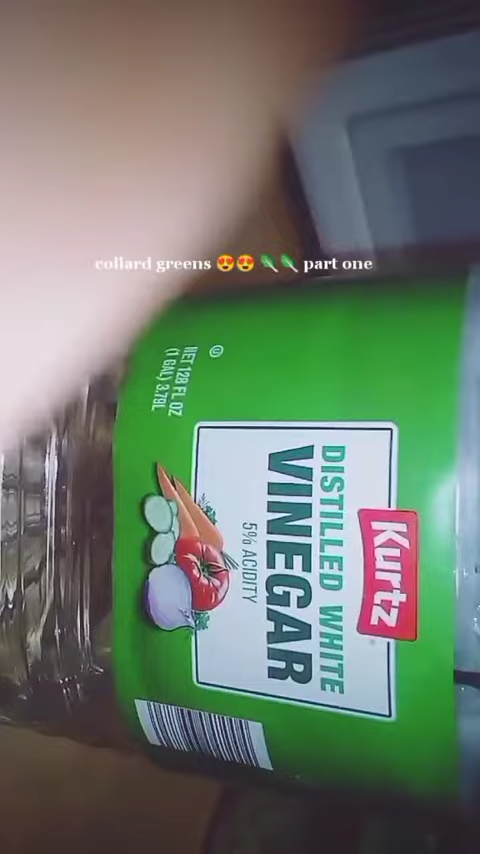 collard greens 😍😍 🥬🥬 part one
Kurtz
DISTILLED WHITE
VINEGAR
5% ACIDITY
NET 128 FL OZ
(1 GAL) 3.79L